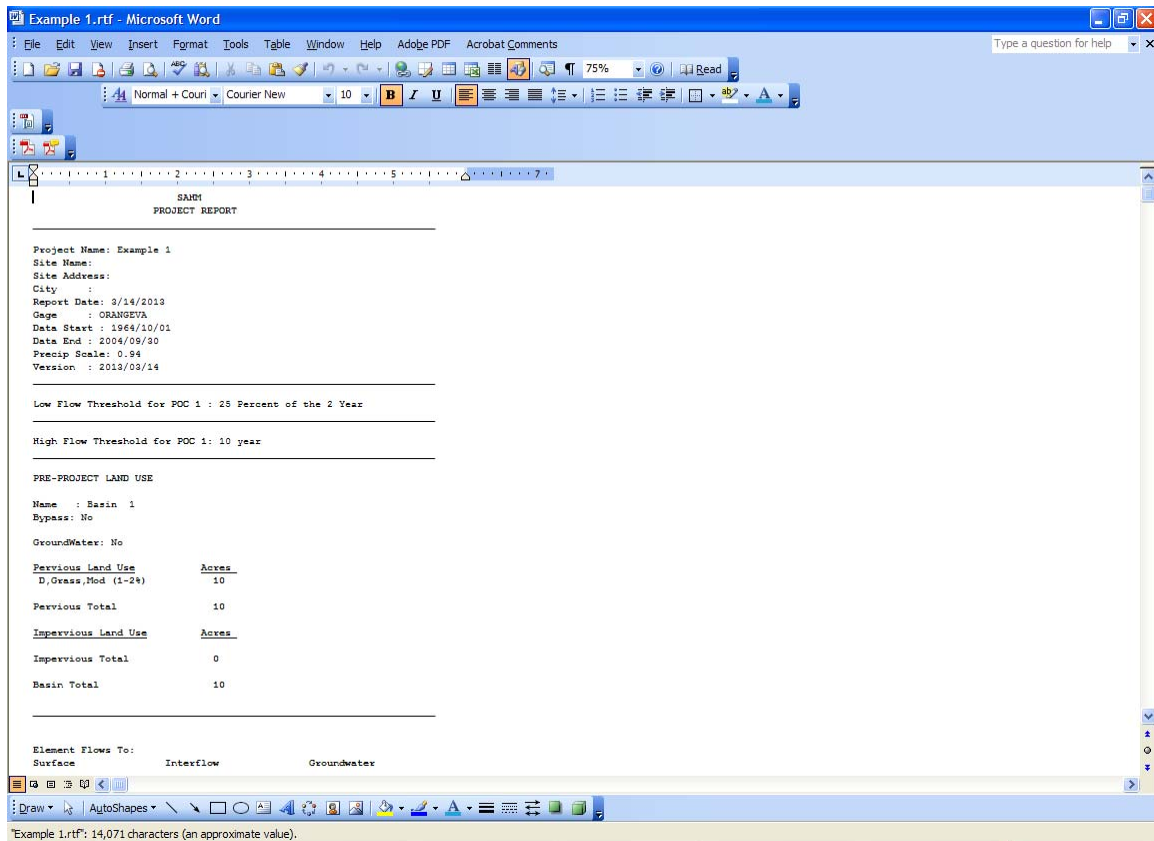 Example 1.rtf - Microsoft Word
File Edit View Insert Format Tools Table Window Help Adobe PDF Acrobat Comments Type a question for help
75% Read
Normal + Couri Courier New 10 B I U
1 2 3 4 5 7
SAHM
PROJECT REPORT
Project Name: Example 1
Site Name:
Site Address:
City :
Report Date: 3/14/2013
Gage : ORANGEVA
Data Start : 1964/10/01
Data End : 2004/09/30
Precip Scale: 0.94
Version : 2013/03/14
Low Flow Threshold for POC 1 : 25 Percent of the 2 Year
High Flow Threshold for POC 1: 10 year
PRE-PROJECT LAND USE
Name : Basin 1
Bypass: No
GroundWater: No
Pervious Land Use Acres
D,Grass,Mod (1-2%) 10
Pervious Total 10
Impervious Land Use Acres
Impervious Total 0
Basin Total 10
Element Flows To:
Surface Interflow Groundwater
Draw AutoShapes
"Example 1.rtf": 14,071 characters (an approximate value).